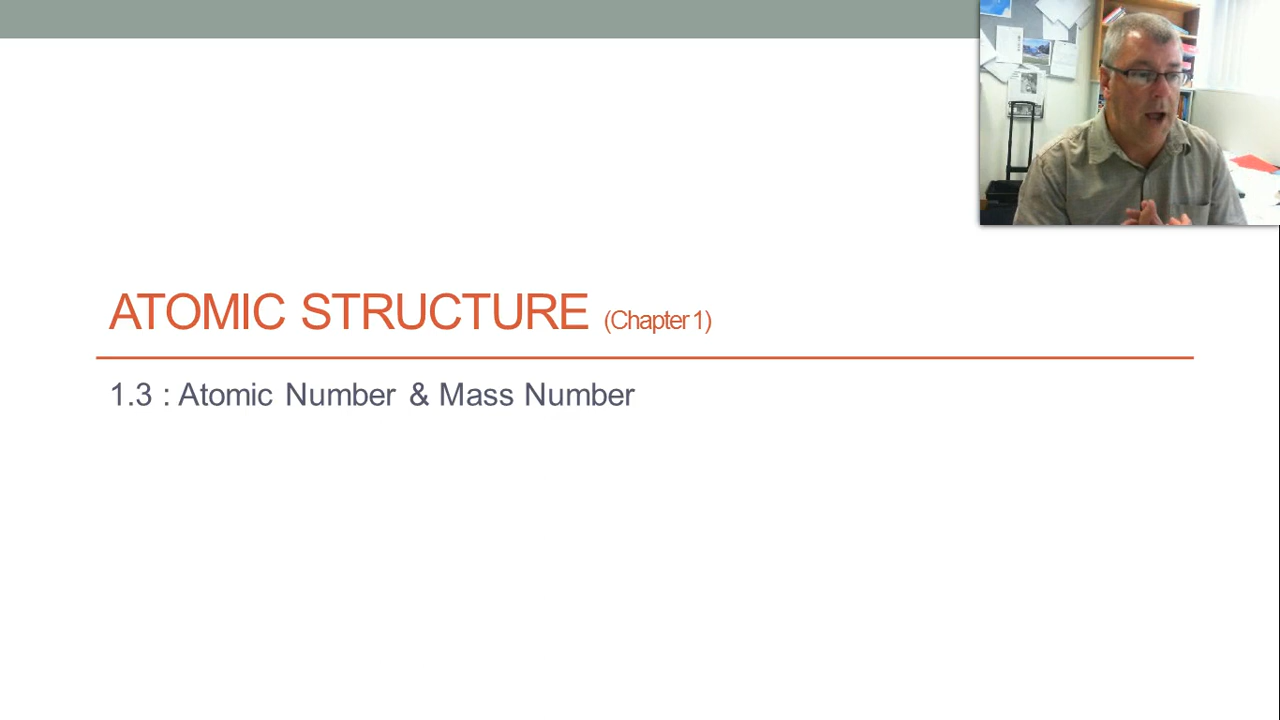 ATOMIC STRUCTURE (Chapter 1)
1.3 : Atomic Number & Mass Number